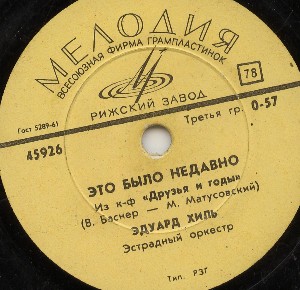 МЕЛОДИЯ
ВСЕСОЮЗНАЯ ФИРМА ГРАМПЛАСТИНОК
78
РИЖСКИЙ ЗАВОД
Гост 5289-61
Третья гр. 0-57
45926
ЭТО БЫЛО НЕДАВНО
Из к-ф «Друзья и годы»
(В. Баснер — М. Матусовский)
ЭДУАРД ХИЛЬ
Эстрадный оркестр
Тип. РЗГ